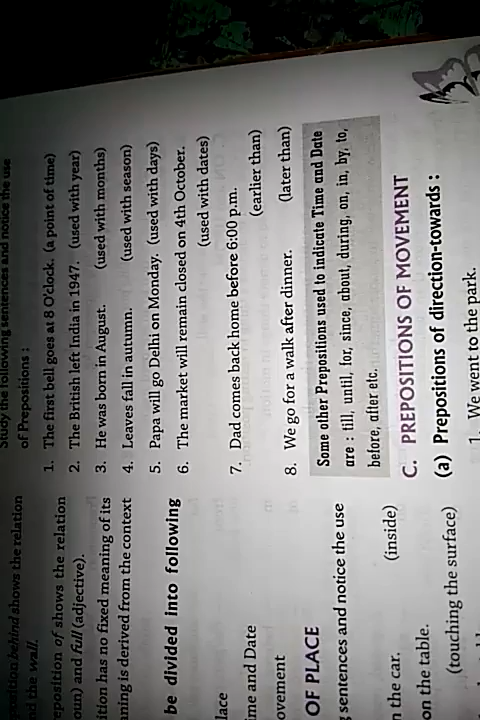 position behind shows the relation
nd the wall.
reposition of shows the relation
oun) and full (adjective).
ition has no fixed meaning of its
ning is derived from the context
be divided into following
lace
me and Date
ovement
OF PLACE
sentences and notice the use
n the car. (inside)
on the table.
(touching the surface)
Study the following sentences and notice the use
of Prepositions :
1. The first bell goes at 8 O'clock. (a point of time)
2. The British left India in 1947. (used with year)
3. He was born in August. (used with months)
4. Leaves fall in autumn. (used with season)
5. Papa will go Delhi on Monday. (used with days)
6. The market will remain closed on 4th October.
(used with dates)
7. Dad comes back home before 6:00 p.m.
(earlier than)
8. We go for a walk after dinner. (later than)
Some other Prepositions used to indicate Time and Date
are : till, until, for, since, about, during, on, in, by, to,
before, after etc.
C. PREPOSITIONS OF MOVEMENT
(a) Prepositions of direction-towards :
1. We went to the park.